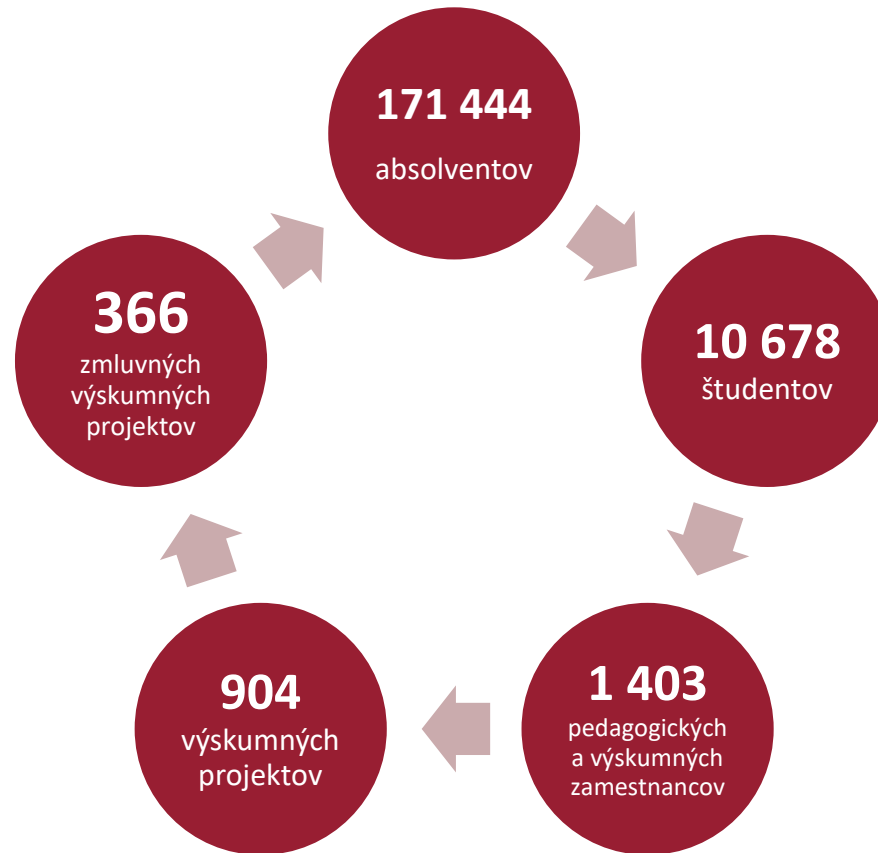 171 444
absolventov
10 678
študentov
1 403
pedagogických
a výskumných
zamestnancov
904
výskumných
projektov
366
zmluvných
výskumných
projektov